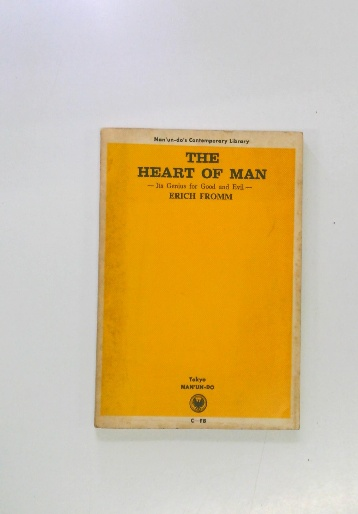 Nan'un-do's Contemporary Library
THE
HEART OF MAN
—Its Genius for Good and Evil—
ERICH FROMM
Tokyo
NAN'UN-DO